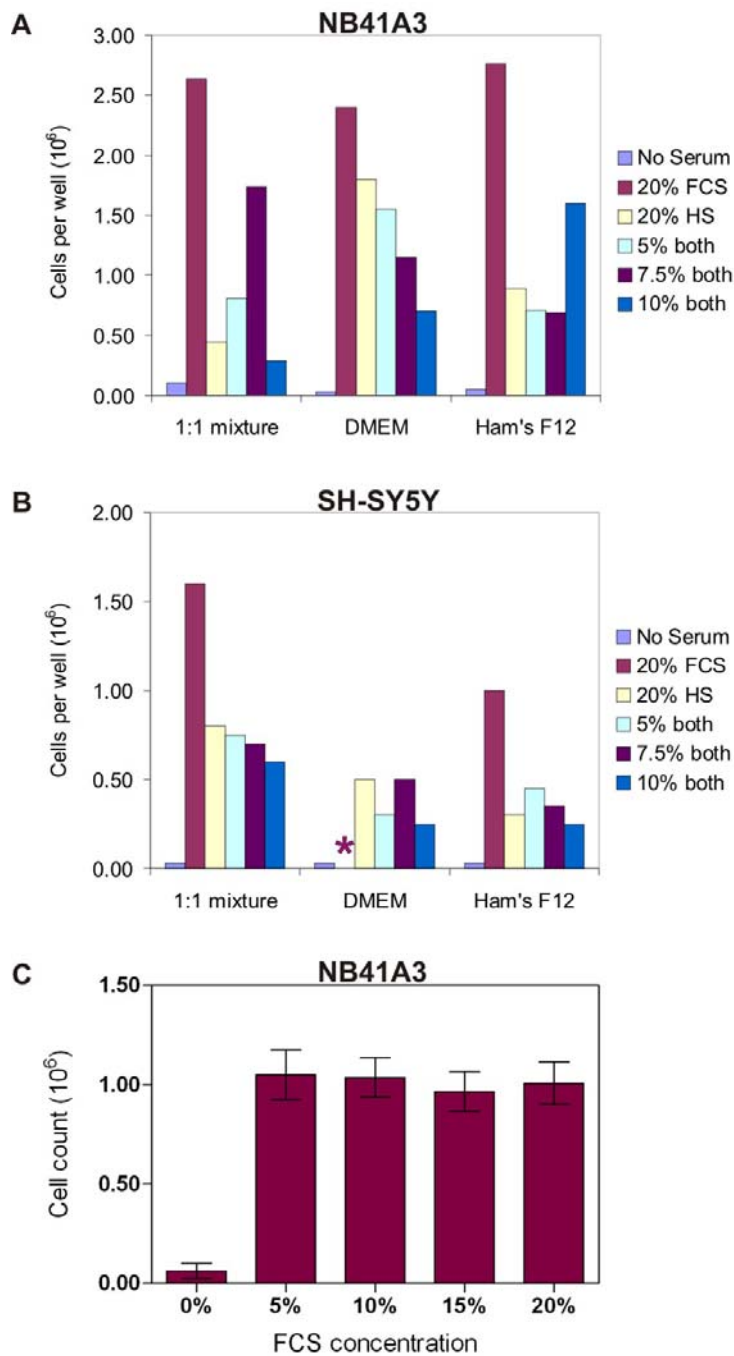 A
NB41A3
3.00
2.50
2.00
1.50
1.00
0.50
0.00
Cells per well (10⁶)
1:1 mixture
DMEM
Ham's F12
No Serum
20% FCS
20% HS
5% both
7.5% both
10% both
B
SH-SY5Y
2.00
1.50
1.00
0.50
0.00
Cells per well (10⁶)
*
1:1 mixture
DMEM
Ham's F12
No Serum
20% FCS
20% HS
5% both
7.5% both
10% both
C
NB41A3
1.50
1.00
0.50
0.00
Cell count (10⁶)
0%
5%
10%
15%
20%
FCS concentration